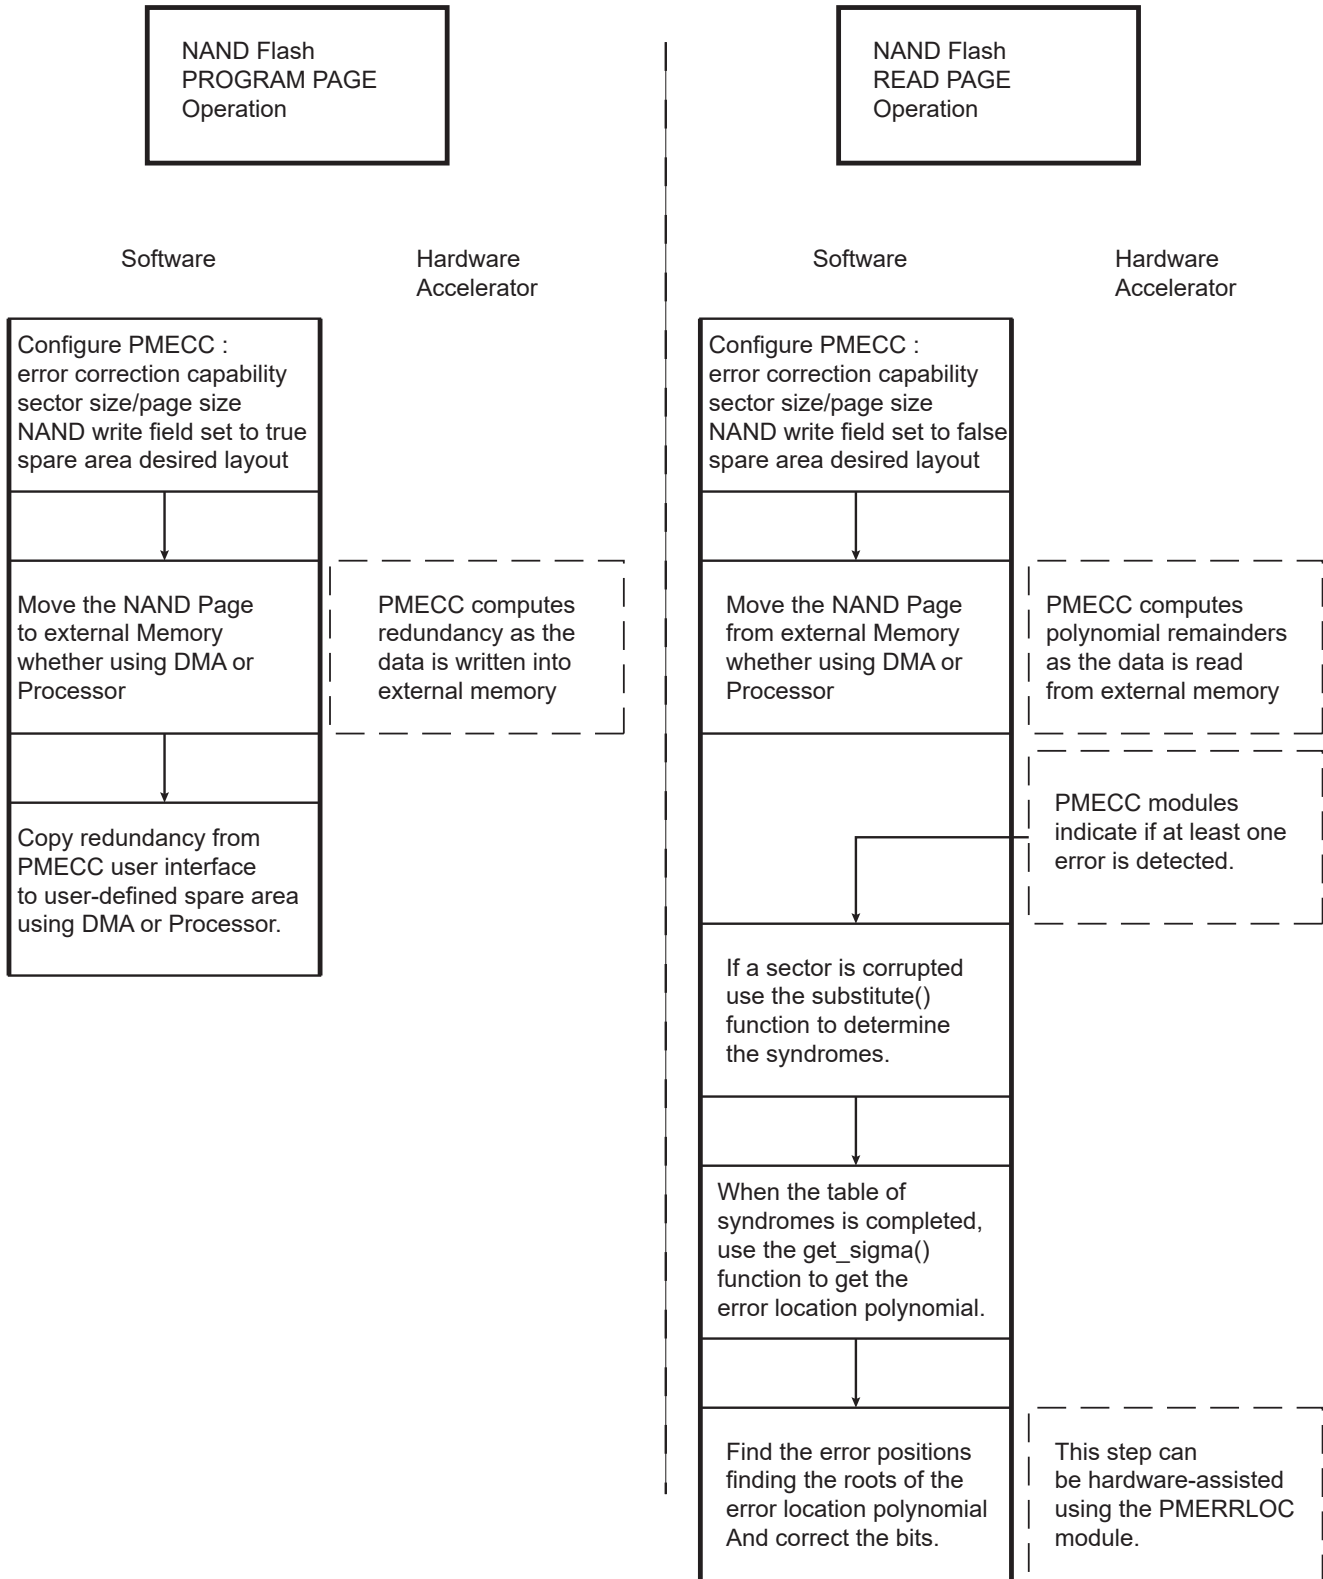 NAND Flash
PROGRAM PAGE
Operation
Software
Hardware
Accelerator
Configure PMECC :
error correction capability
sector size/page size
NAND write field set to true
spare area desired layout
Move the NAND Page
to external Memory
whether using DMA or
Processor
PMECC computes
redundancy as the
data is written into
external memory
Copy redundancy from
PMECC user interface
to user-defined spare area
using DMA or Processor.
NAND Flash
READ PAGE
Operation
Software
Hardware
Accelerator
Configure PMECC :
error correction capability
sector size/page size
NAND write field set to false
spare area desired layout
Move the NAND Page
from external Memory
whether using DMA or
Processor
PMECC computes
polynomial remainders
as the data is read
from external memory
PMECC modules
indicate if at least one
error is detected.
If a sector is corrupted
use the substitute()
function to determine
the syndromes.
When the table of
syndromes is completed,
use the get_sigma()
function to get the
error location polynomial.
Find the error positions
finding the roots of the
error location polynomial
And correct the bits.
This step can
be hardware-assisted
using the PMERRLOC
module.